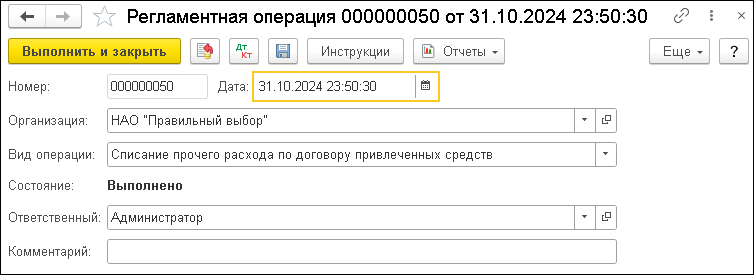 Регламентная операция 000000050 от 31.10.2024 23:50:30
Выполнить и закрыть Дт Кт Инструкции Отчеты Еще ?
Номер: 000000050 Дата: 31.10.2024 23:50:30
Организация: НАО "Правильный выбор"
Вид операции: Списание прочего расхода по договору привлеченных средств
Состояние: Выполнено
Ответственный: Администратор
Комментарий: